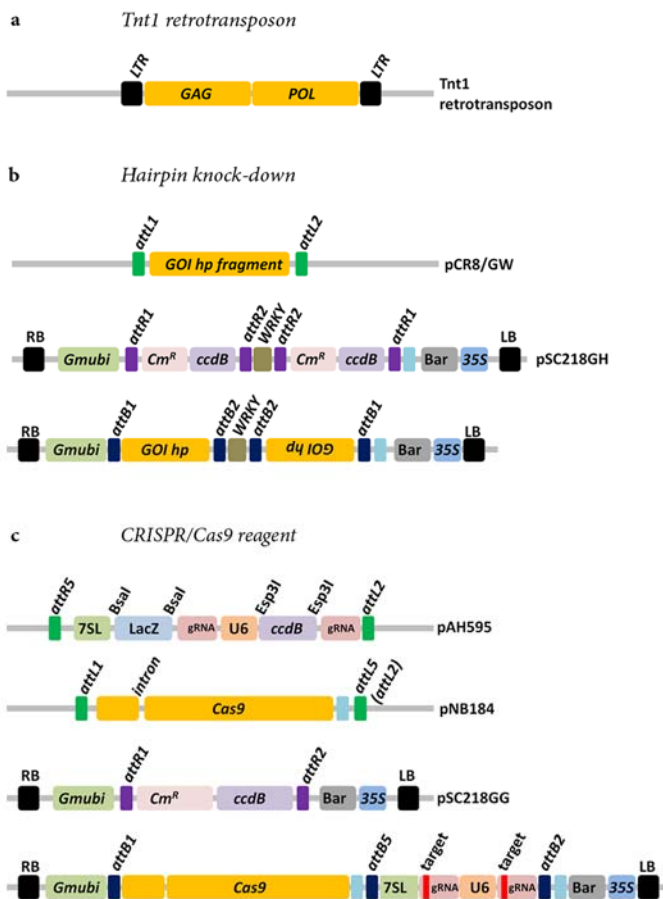 a Tnt1 retrotransposon
LTR LTR
GAG POL
Tnt1
retrotransposon
b Hairpin knock-down
attL1 attL2
GOI hp fragment pCR8/GW
RB attR1 attR2 WRKY attR2 attR1 LB
Gmubi CmR ccdB CmR ccdB Bar 35S pSC218GH
RB attB1 attB2 WRKY attB2 attB1 LB
Gmubi GOI hp GOI hp Bar 35S
c CRISPR/Cas9 reagent
attR5 BsaI BsaI Esp3I Esp3I attL2
7SL LacZ gRNA U6 ccdB gRNA pAH595
attL1 intron attL5 (attL2)
Cas9 pNB184
RB attR1 attR2 LB
Gmubi CmR ccdB Bar 35S pSC218GG
RB attB1 attB5 target target attB2 LB
Gmubi Cas9 7SL gRNA U6 gRNA Bar 35S